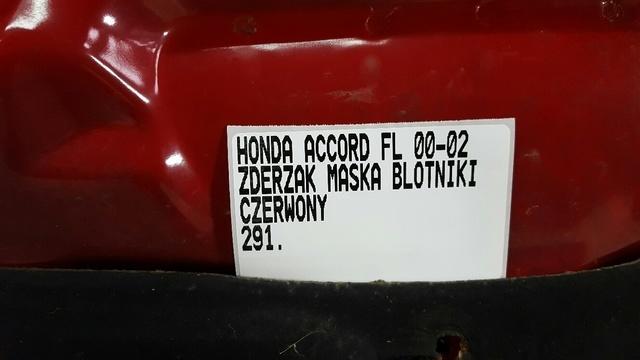 HONDA ACCORD FL 00-02
ZDERZAK MASKA BLOTNIKI
CZERWONY
291.